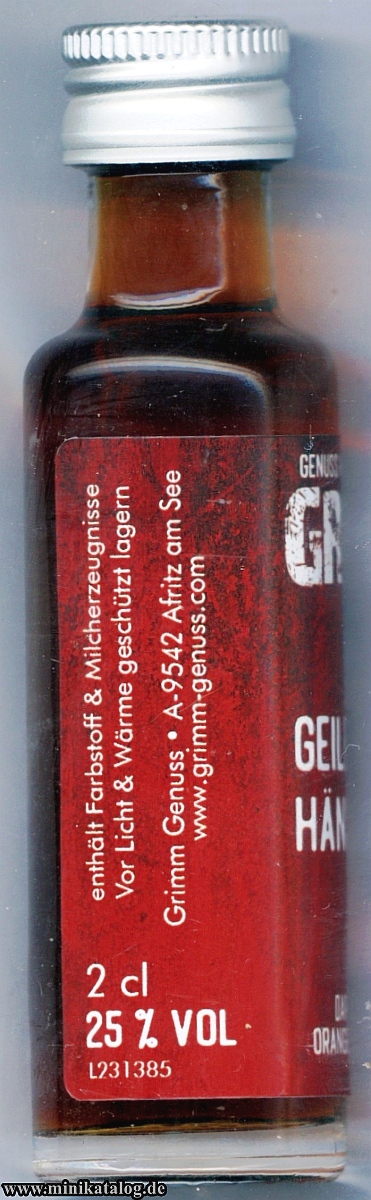 enthält Farbstoff & Milcherzeugnisse
Vor Licht & Wärme geschützt lagern
Grimm Genuss • A-9542 Afritz am See
www.grimm-genuss.com
2 cl
25 % VOL
L231385
GENUSS
www.minikatalog.de